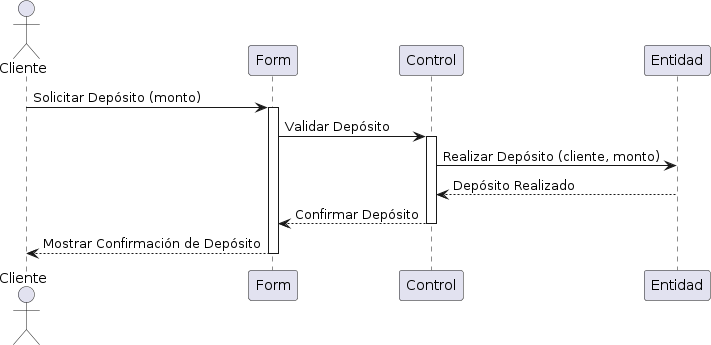 Cliente
Form
Control
Entidad
Solicitar Depósito (monto)
Validar Depósito
Realizar Depósito (cliente, monto)
Depósito Realizado
Confirmar Depósito
Mostrar Confirmación de Depósito
Cliente
Form
Control
Entidad